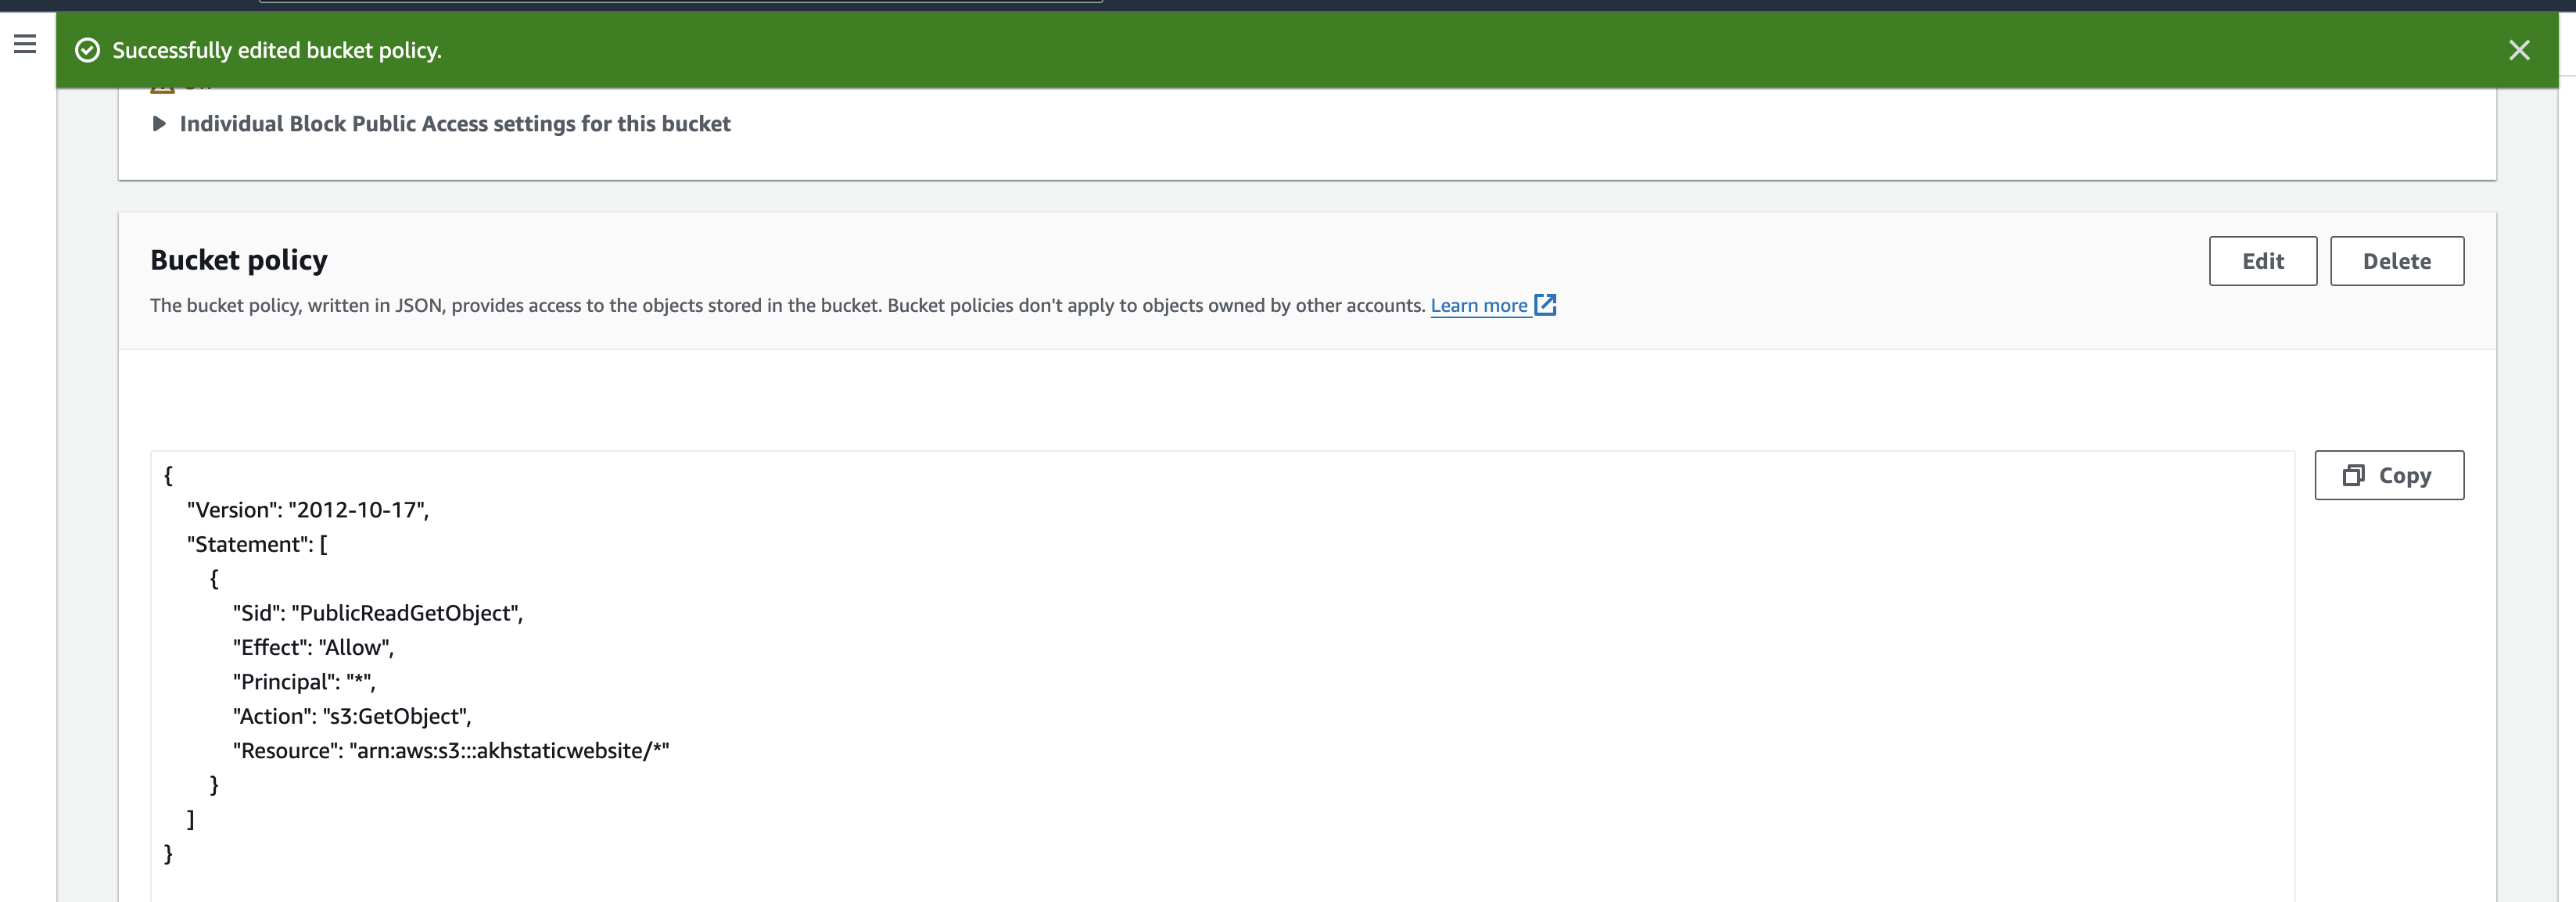 Successfully edited bucket policy.
Individual Block Public Access settings for this bucket
Bucket policy
Edit
Delete
The bucket policy, written in JSON, provides access to the objects stored in the bucket. Bucket policies don't apply to objects owned by other accounts. Learn more
Copy
{
"Version": "2012-10-17",
"Statement": [
{
"Sid": "PublicReadGetObject",
"Effect": "Allow",
"Principal": "*",
"Action": "s3:GetObject",
"Resource": "arn:aws:s3:::akhstaticwebsite/*"
}
]
}